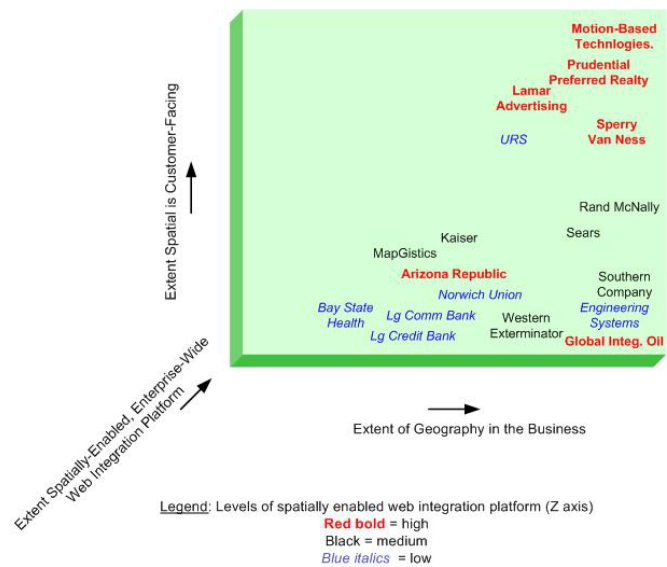 Motion-Based
Technlogies.
Prudential
Preferred Realty
Lamar
Advertising
Sperry
Van Ness
URS
Rand McNally
Sears
Kaiser
MapGistics
Arizona Republic
Southern
Company
Norwich Union
Bay State
Health
Lg Comm Bank
Engineering
Systems
Western
Exterminator
Lg Credit Bank
Global Integ. Oil
Extent Spatial is Customer-Facing
Extent Spatially-Enabled, Enterprise-Wide
Web Integration Platform
Extent of Geography in the Business
Legend: Levels of spatially enabled web integration platform (Z axis)
Red bold = high
Black = medium
Blue italics = low